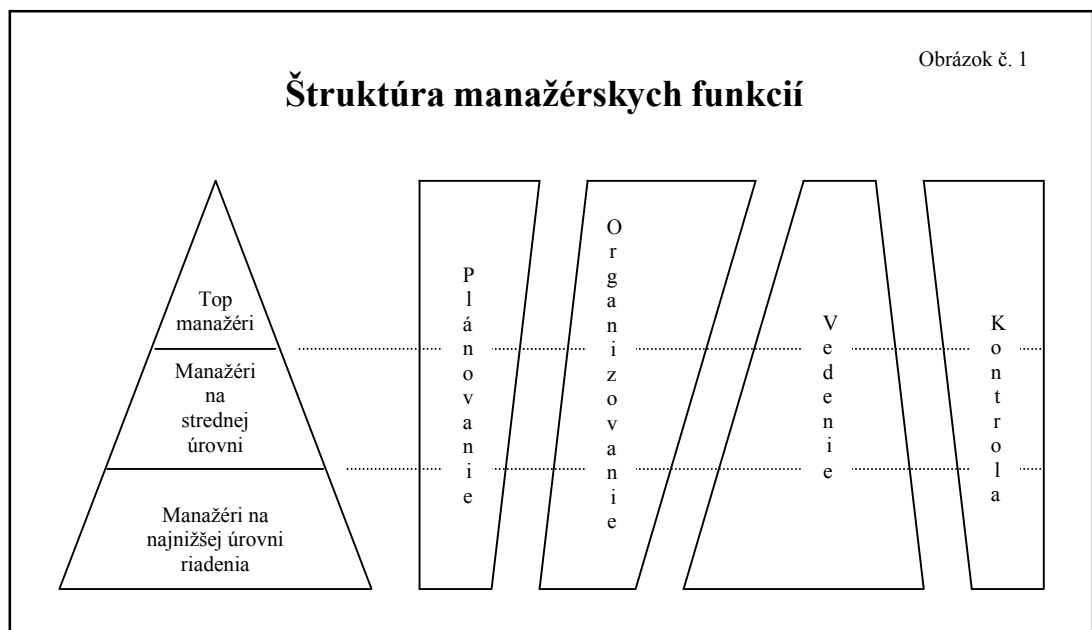 Obrázok č. 1
Štruktúra manažérskych funkcií
Top
manažéri
Manažéri
na
strednej
úrovni
Manažéri na
najnižšej úrovni
riadenia
Plánovanie
Organizovanie
Vedenie
Kontrola